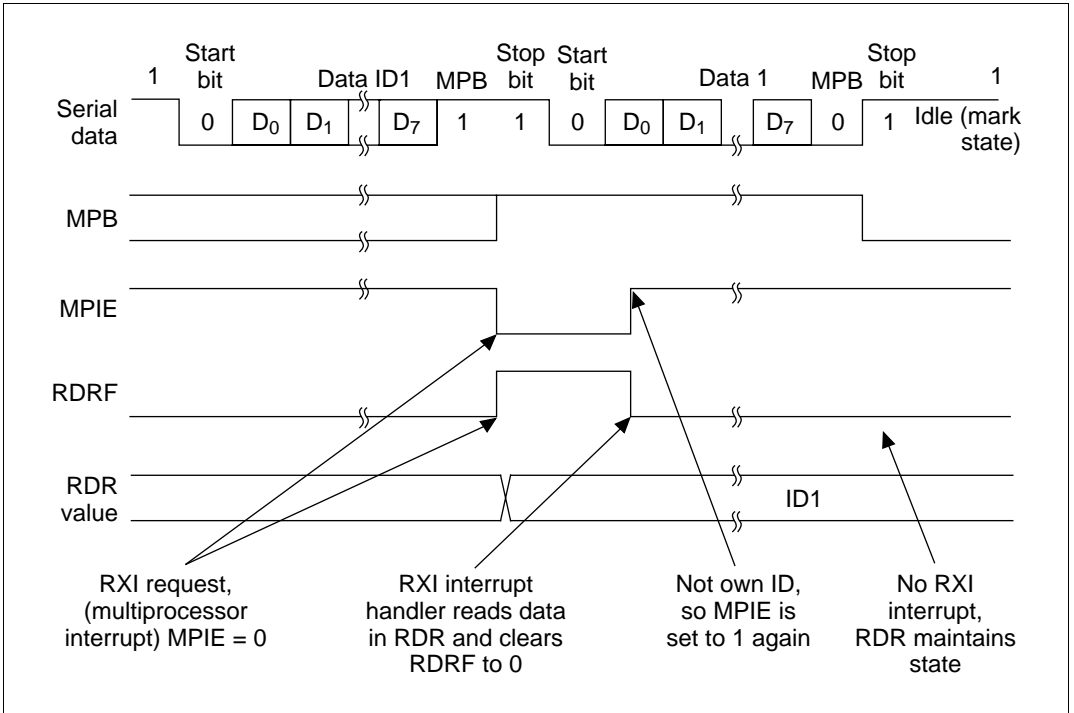 Start bit Stop bit Start bit Stop bit
1 Data ID1 MPB Data 1 MPB 1
Serial data 0 D0 D1 D7 1 1 0 D0 D1 D7 0 1 Idle (mark state)
MPB
MPIE
RDRF
RDR value ID1
RXI request,
(multiprocessor
interrupt) MPIE = 0
RXI interrupt
handler reads data
in RDR and clears
RDRF to 0
Not own ID,
so MPIE is
set to 1 again
No RXI
interrupt,
RDR maintains
state